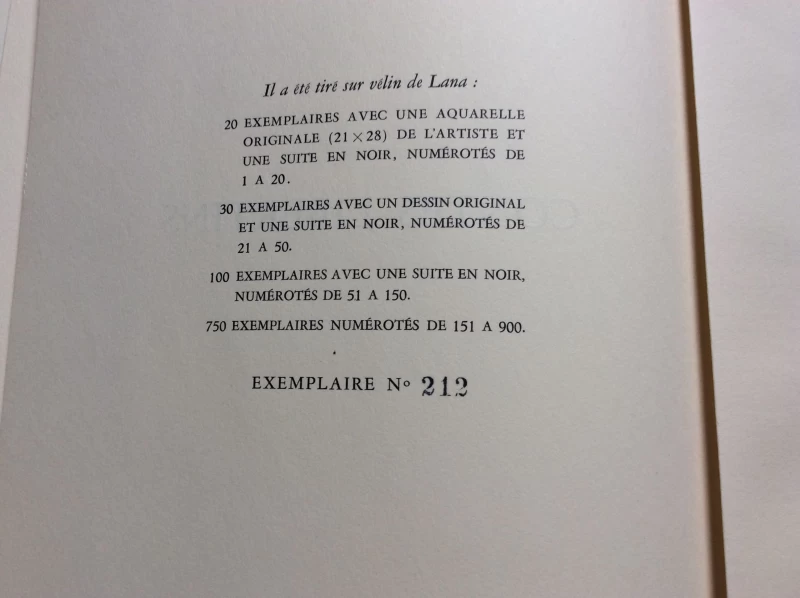 Il a été tiré sur vélin de Lana :
20 EXEMPLAIRES AVEC UNE AQUARELLE
ORIGINALE (21 × 28) DE L'ARTISTE ET
UNE SUITE EN NOIR, NUMÉROTÉS DE
1 A 20.
30 EXEMPLAIRES AVEC UN DESSIN ORIGINAL
ET UNE SUITE EN NOIR, NUMÉROTÉS DE
21 A 50.
100 EXEMPLAIRES AVEC UNE SUITE EN NOIR,
NUMÉROTÉS DE 51 A 150.
750 EXEMPLAIRES NUMÉROTÉS DE 151 A 900.
EXEMPLAIRE Nº 212